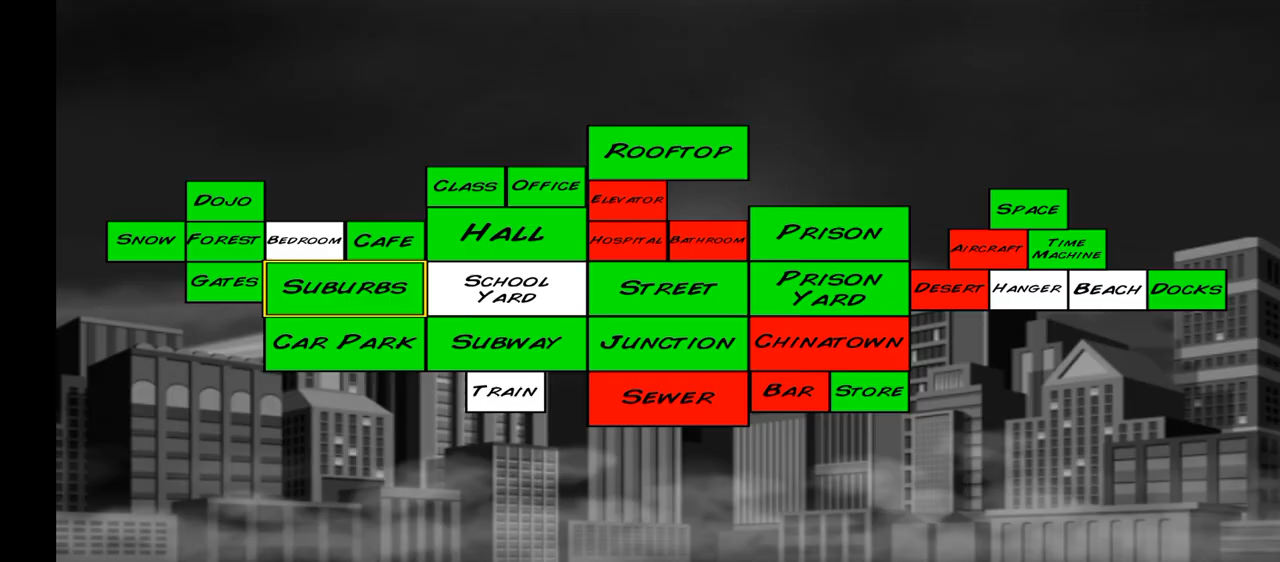 Rooftop
Class
Office
Elevator
Dojo
Space
Snow
Forest
Bedroom
Cafe
Hall
Hospital
Bathroom
Prison
Aircraft
Time
Machine
Gates
Suburbs
School
Yard
Street
Prison
Yard
Desert
Hanger
Beach
Docks
Car Park
Subway
Junction
Chinatown
Train
Sewer
Bar
Store